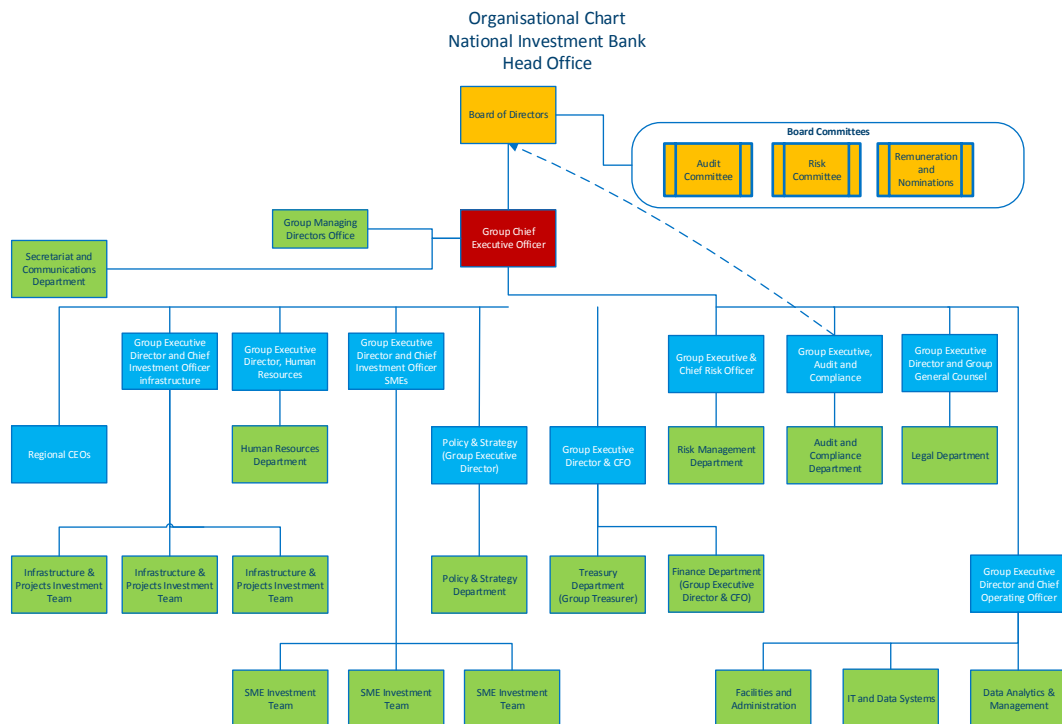 Organisational Chart
National Investment Bank
Head Office
Board of Directors
Board Committees
Audit
Committee
Risk
Committee
Remuneration
and
Nominations
Group Managing
Directors Office
Group Chief
Executive Officer
Secretariat and
Communications
Department
Group Executive
Director and Chief
Investment Officer
infrastructure
Group Executive
Director, Human
Resources
Group Executive
Director and Chief
Investment Officer
SMEs
Group Executive &
Chief Risk Officer
Group Executive,
Audit and
Compliance
Group Executive
Director and Group
General Counsel
Regional CEOs
Human Resources
Department
Policy & Strategy
(Group Executive
Director)
Group Executive
Director & CFO
Risk Management
Department
Audit and
Compliance
Department
Legal Department
Infrastructure &
Projects Investment
Team
Infrastructure &
Projects Investment
Team
Infrastructure &
Projects Investment
Team
Policy & Strategy
Department
Treasury
Department
(Group Treasurer)
Finance Department
(Group Executive
Director & CFO)
Group Executive
Director and Chief
Operating Officer
SME Investment
Team
SME Investment
Team
SME Investment
Team
Facilities and
Administration
IT and Data Systems
Data Analytics &
Management